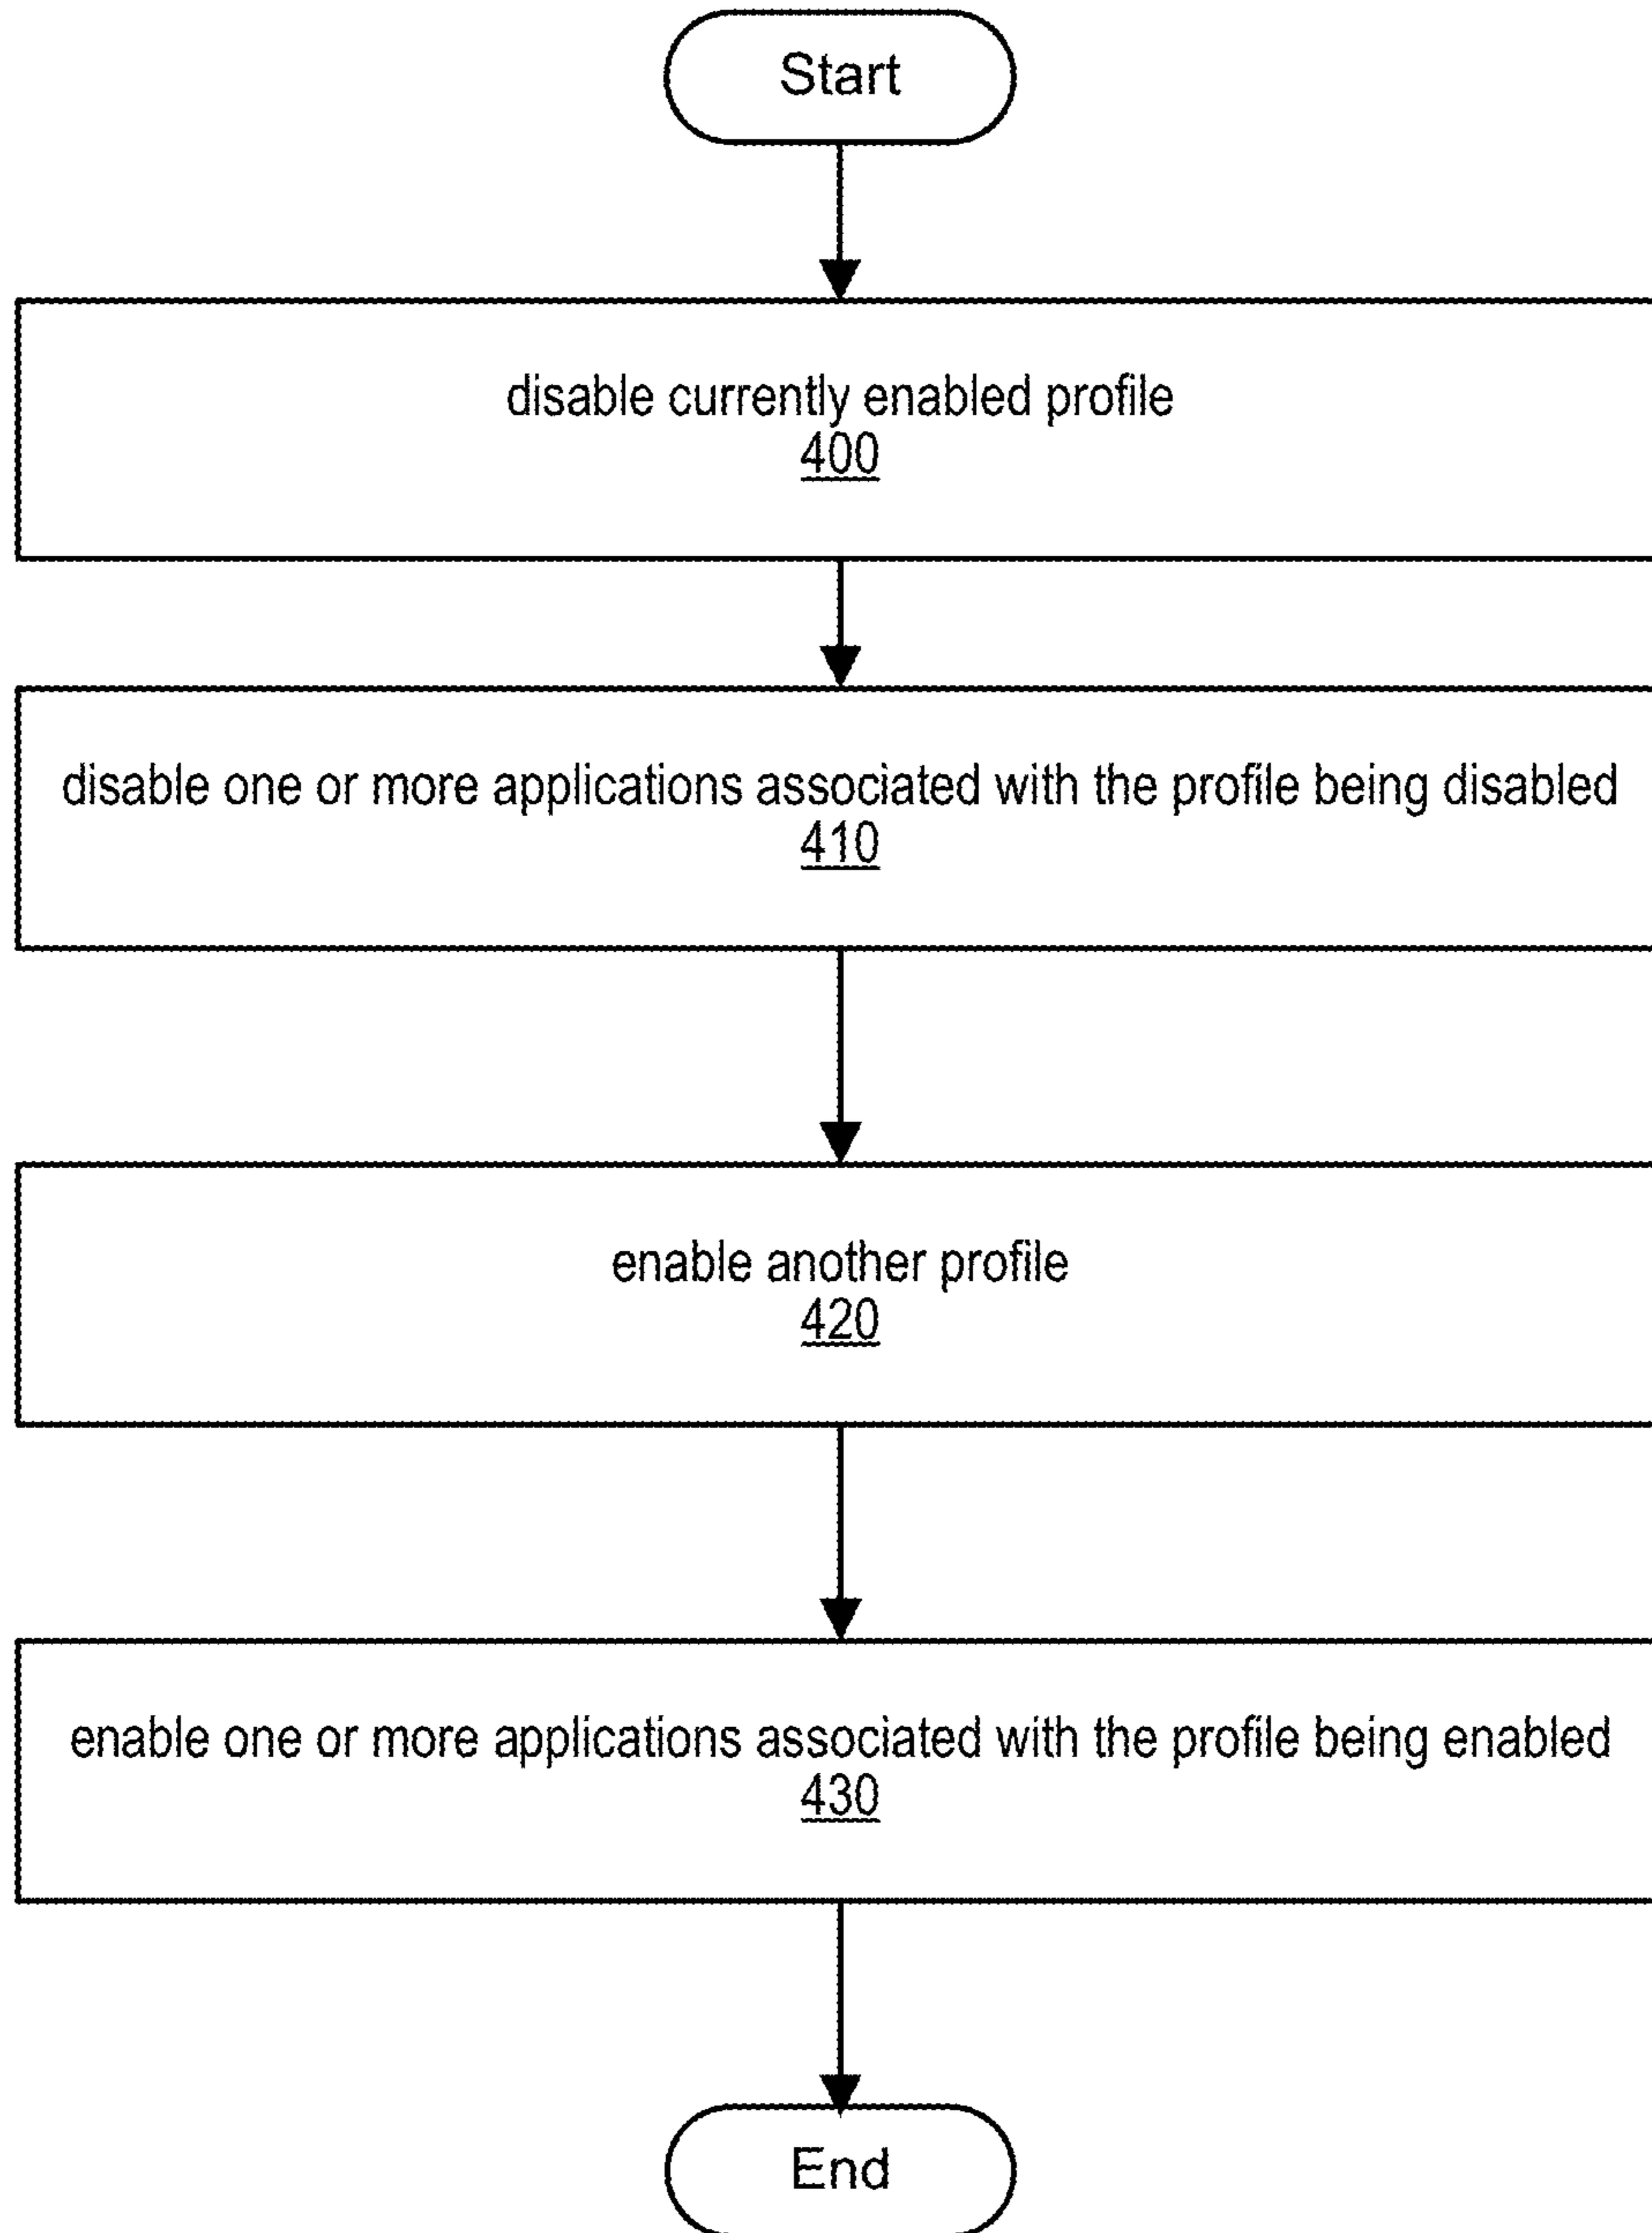 Start
disable currently enabled profile
400
disable one or more applications associated with the profile being disabled
410
enable another profile
420
enable one or more applications associated with the profile being enabled
430
End